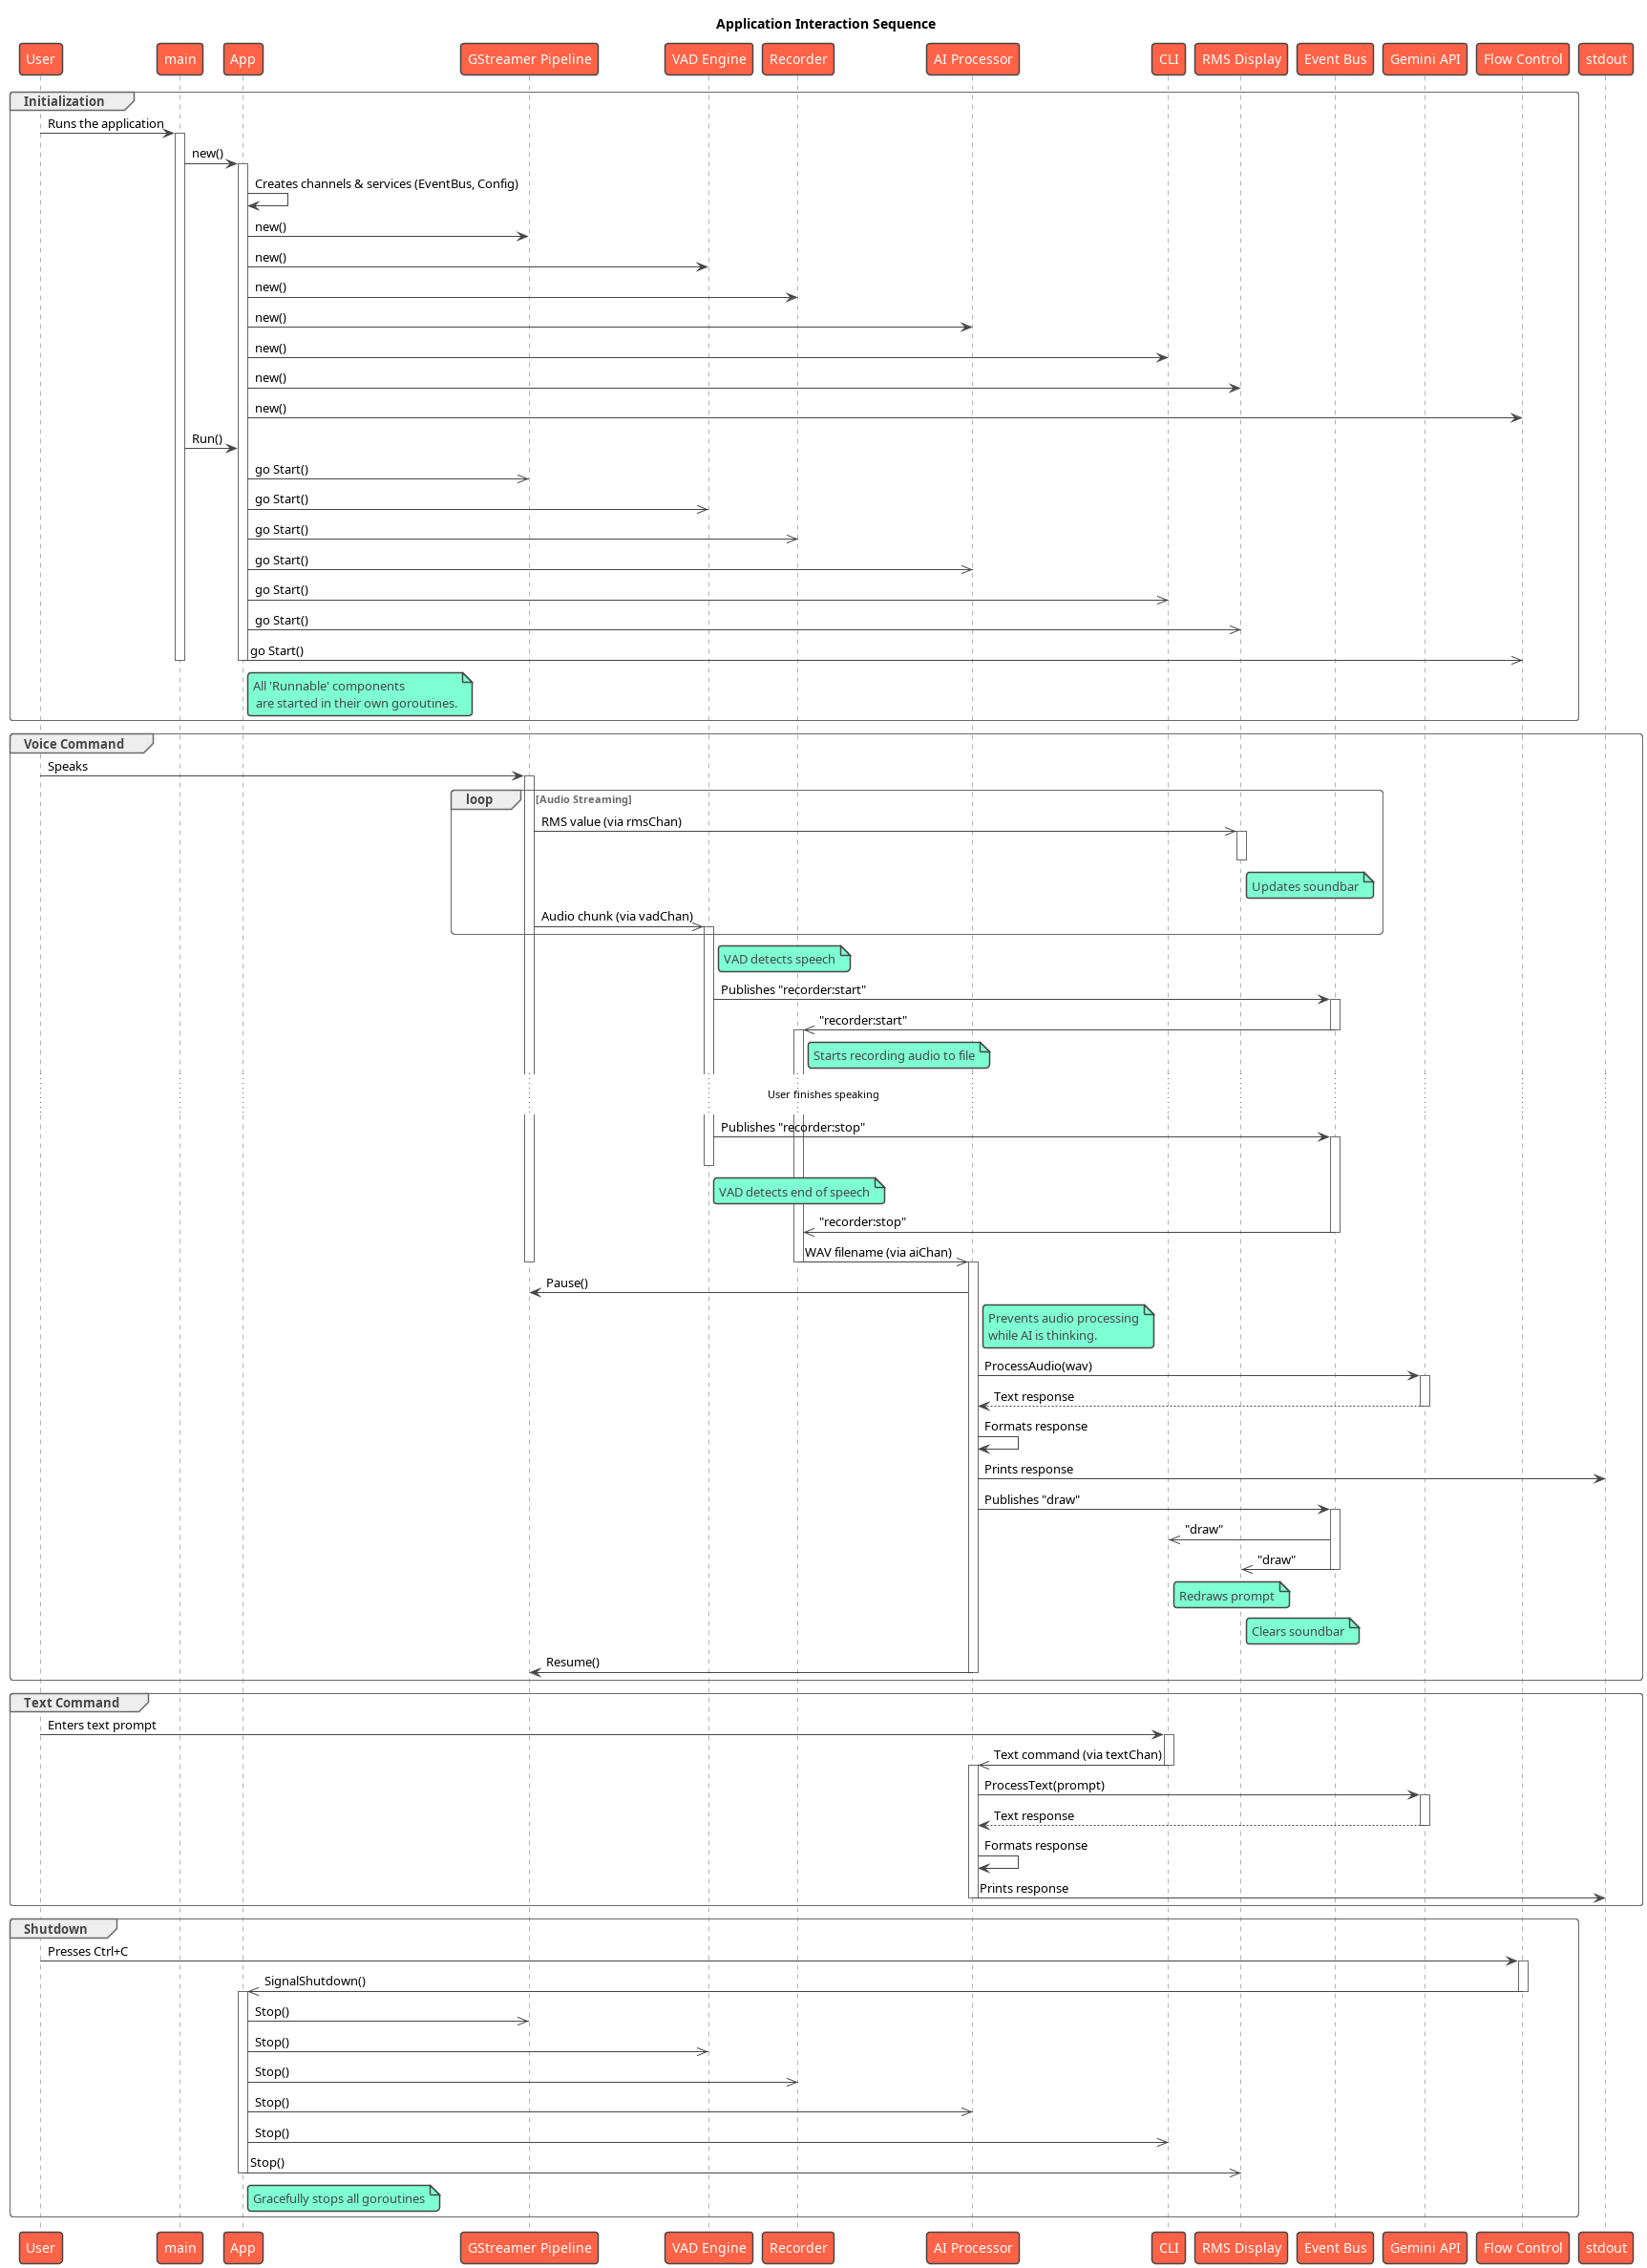 Application Interaction Sequence
User main App GStreamer Pipeline VAD Engine Recorder AI Processor CLI RMS Display Event Bus Gemini API Flow Control stdout
Initialization
Runs the application
new()
Creates channels & services (EventBus, Config)
new()
new()
new()
new()
new()
new()
new()
Run()
go Start()
go Start()
go Start()
go Start()
go Start()
go Start()
go Start()
All 'Runnable' components
are started in their own goroutines.
Voice Command
Speaks
loop [Audio Streaming]
RMS value (via rmsChan)
Updates soundbar
Audio chunk (via vadChan)
VAD detects speech
Publishes "recorder:start"
"recorder:start"
Starts recording audio to file
User finishes speaking
Publishes "recorder:stop"
VAD detects end of speech
"recorder:stop"
WAV filename (via aiChan)
Pause()
Prevents audio processing
while AI is thinking.
ProcessAudio(wav)
Text response
Formats response
Prints response
Publishes "draw"
"draw"
"draw"
Redraws prompt
Clears soundbar
Resume()
Text Command
Enters text prompt
Text command (via textChan)
ProcessText(prompt)
Text response
Formats response
Prints response
Shutdown
Presses Ctrl+C
SignalShutdown()
Stop()
Stop()
Stop()
Stop()
Stop()
Stop()
Gracefully stops all goroutines
User main App GStreamer Pipeline VAD Engine Recorder AI Processor CLI RMS Display Event Bus Gemini API Flow Control stdout